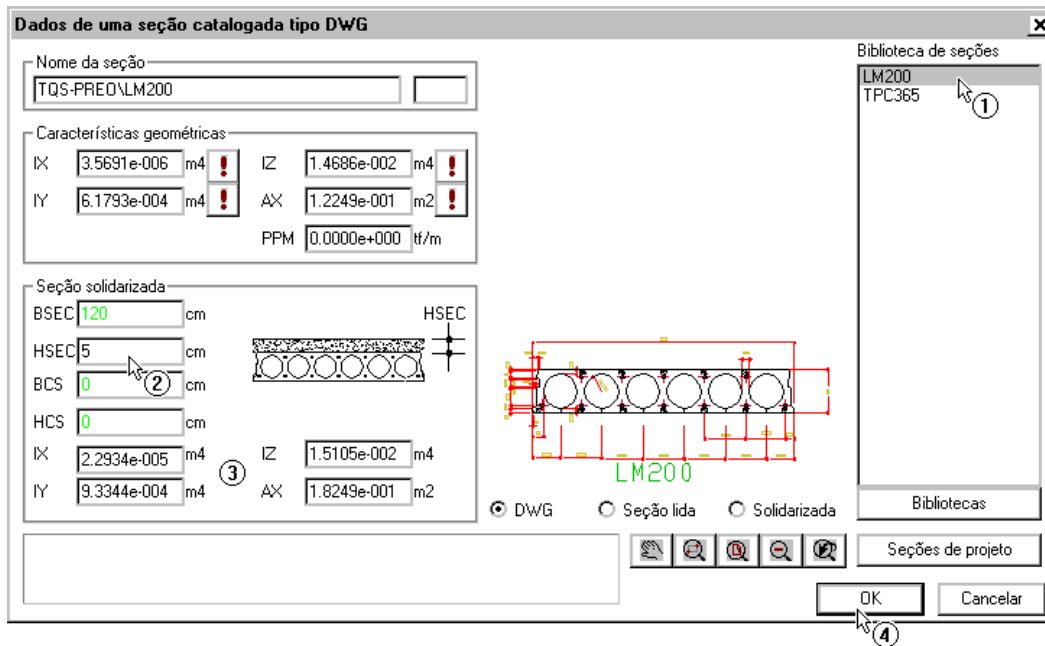 Dados de uma seção catalogada tipo DWG
Nome da seção
TQS-PREO\LM200
Características geométricas
IX 3.5691e-006 m4 IZ 1.4686e-002 m4
IY 6.1793e-004 m4 AX 1.2249e-001 m2
PPM 0.0000e+000 tf/m
Seção solidarizada
BSEC 120 cm HSEC
HSEC 5 cm
②
BCS 0 cm
HCS 0 cm
IX 2.2934e-005 m4 ③ IZ 1.5105e-002 m4
IY 9.3344e-004 m4 AX 1.8249e-001 m2
LM200
DWG Seção lida Solidarizada
Biblioteca de seções
LM200
①
TPC365
Bibliotecas
Seções de projeto
OK Cancelar
④